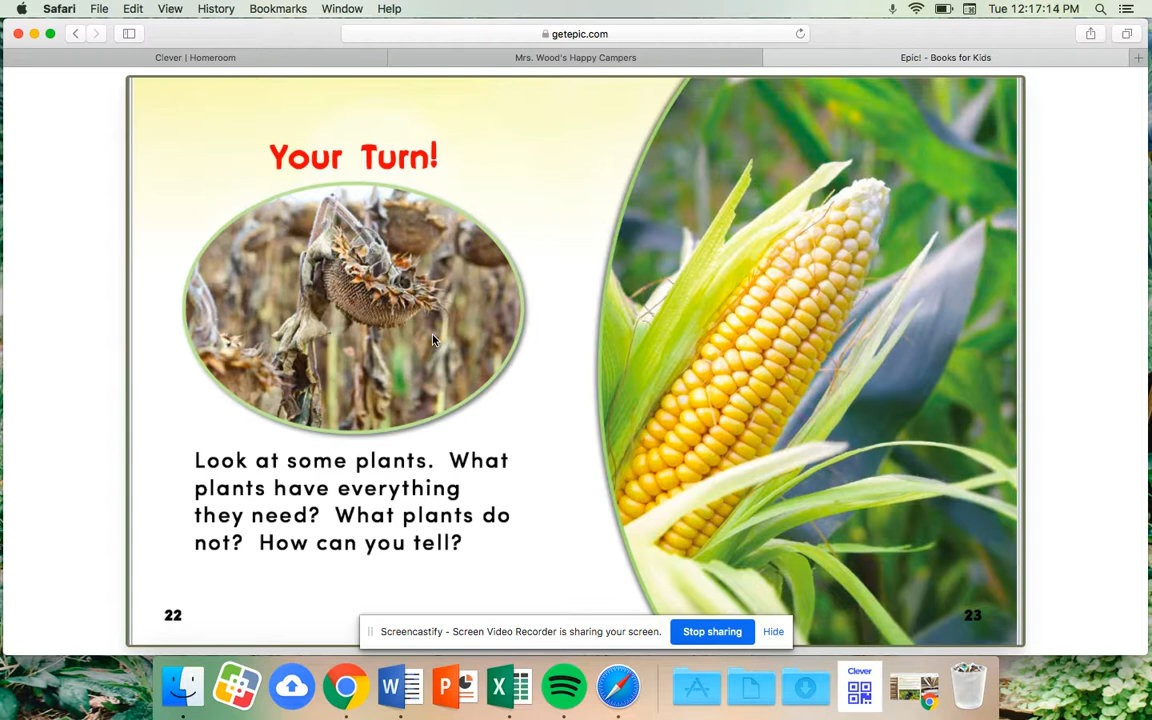 Safari File Edit View History Bookmarks Window Help Tue 12:17:14 PM
getepic.com
Clever | Homeroom Mrs. Wood's Happy Campers Epic! - Books for Kids
Your Turn!
Look at some plants. What
plants have everything
they need? What plants do
not? How can you tell?
22 23
Screencastify - Screen Video Recorder is sharing your screen. Stop sharing Hide
Clever
W P X